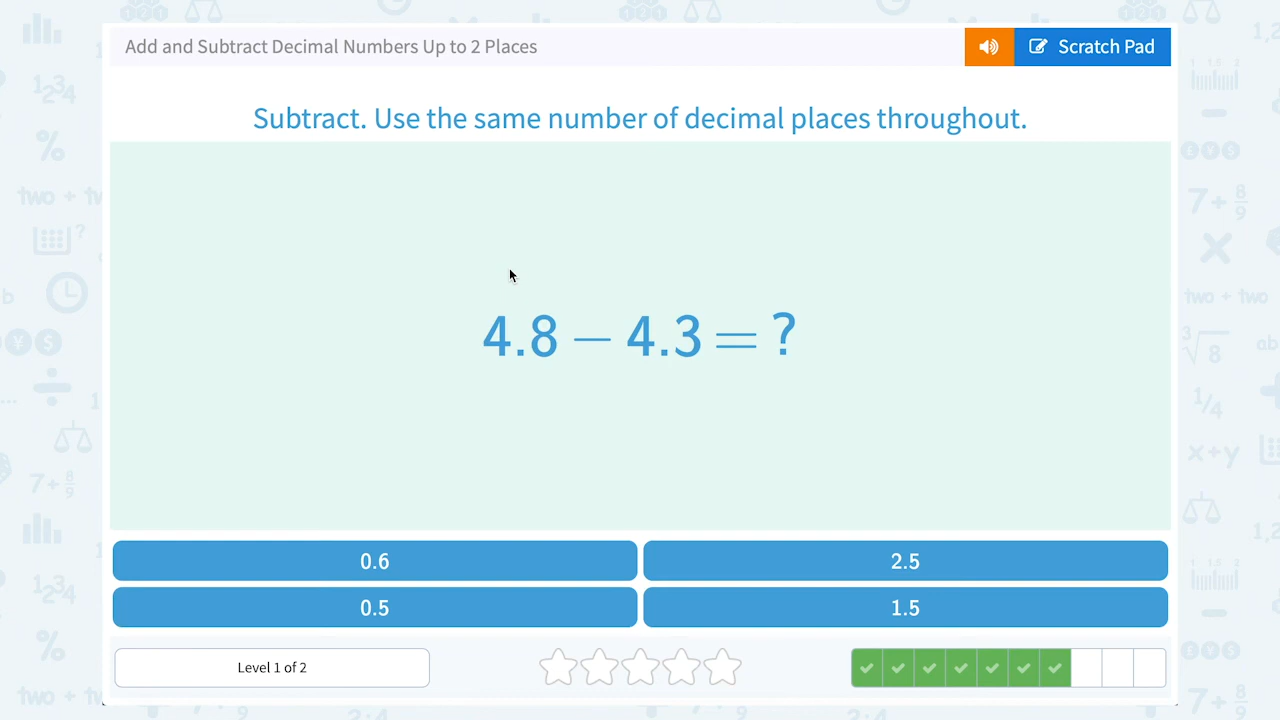 Add and Subtract Decimal Numbers Up to 2 Places
Scratch Pad
Subtract. Use the same number of decimal places throughout.
4.8 − 4.3 = ?
0.6
2.5
0.5
1.5
Level 1 of 2